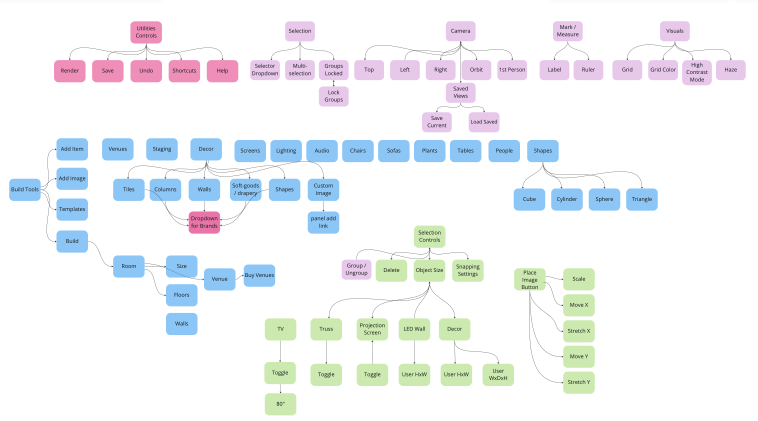 Utilities
Controls
Render
Save
Undo
Shortcuts
Help
Selection
Selector
Dropdown
Multi-
selection
Groups
Locked
Lock
Groups
Camera
Top
Left
Right
Orbit
1st Person
Saved
Views
Save
Current
Load Saved
Mark /
Measure
Label
Ruler
Visuals
Grid
Grid Color
High
Contrast
Mode
Haze
Build Tools
Add Item
Add Image
Templates
Build
Venues
Staging
Decor
Screens
Lighting
Audio
Chairs
Sofas
Plants
Tables
People
Shapes
Tiles
Columns
Walls
Soft-goods
/ drapery
Shapes
Custom
Image
Dropdown
for Brands
panel add
link
Cube
Cylinder
Sphere
Triangle
Room
Size
Floors
Walls
Venue
Buy Venues
Selection
Controls
Group /
Ungroup
Delete
Object Size
Snapping
Settings
TV
Truss
Projection
Screen
LED Wall
Decor
Toggle
Toggle
Toggle
User HxW
User HxW
User
WxDxH
80"
Place
Image
Button
Scale
Move X
Stretch X
Move Y
Stretch Y